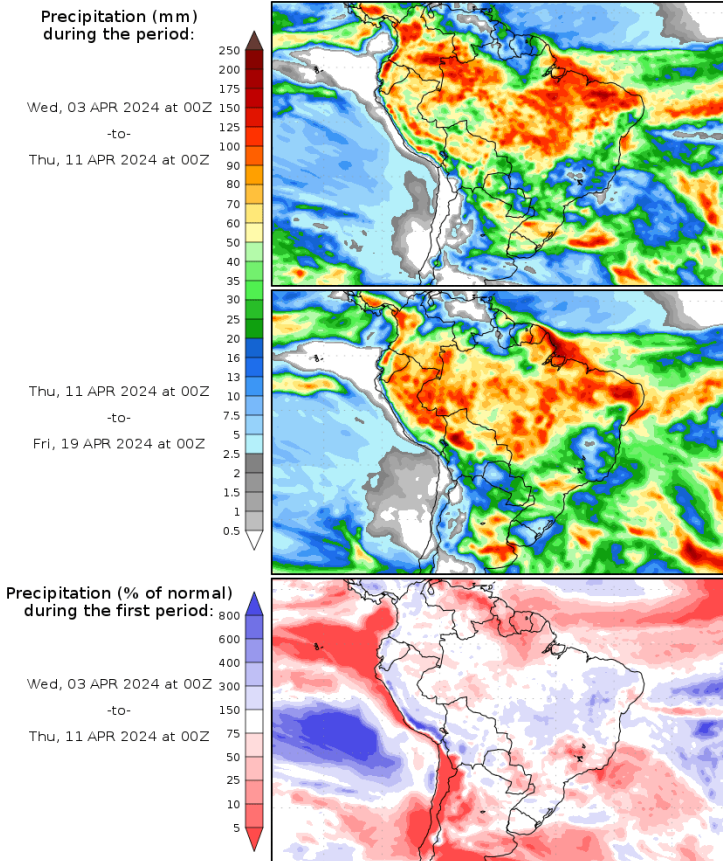 Precipitation (mm)
during the period:
Wed, 03 APR 2024 at 00Z
-to-
Thu, 11 APR 2024 at 00Z
250
200
175
150
125
100
90
80
70
60
50
40
35
30
25
20
16
13
10
7.5
5
2.5
2
1.5
1
0.5
Thu, 11 APR 2024 at 00Z
-to-
Fri, 19 APR 2024 at 00Z
Precipitation (% of normal)
during the first period:
Wed, 03 APR 2024 at 00Z
-to-
Thu, 11 APR 2024 at 00Z
800
600
400
300
150
75
50
25
10
5